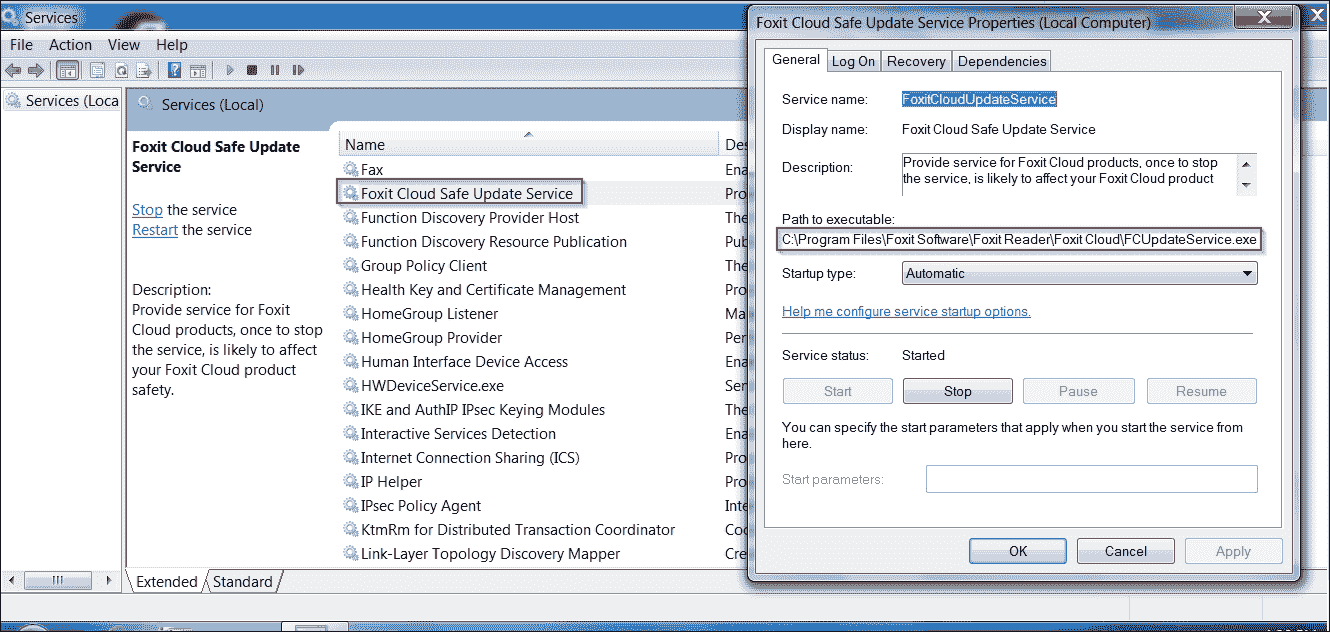 Services
File Action View Help
Services (Loca
Services (Local)
Foxit Cloud Safe Update
Service
Stop the service
Restart the service
Description:
Provide service for Foxit
Cloud products, once to stop
the service, is likely to affect
your Foxit Cloud product
safety.
Name
Des
Fax
Ena
Foxit Cloud Safe Update Service
Pro
Function Discovery Provider Host
The
Function Discovery Resource Publication
Pub
Group Policy Client
The
Health Key and Certificate Management
Pro
HomeGroup Listener
Ma
HomeGroup Provider
Per
Human Interface Device Access
Ena
HWDeviceService.exe
Ser
IKE and AuthIP IPsec Keying Modules
The
Interactive Services Detection
Ena
Internet Connection Sharing (ICS)
Pro
IP Helper
Pro
IPsec Policy Agent
Inte
KtmRm for Distributed Transaction Coordinator
Coo
Link-Layer Topology Discovery Mapper
Cre
Extended Standard
Foxit Cloud Safe Update Service Properties (Local Computer)
General Log On Recovery Dependencies
Service name: FoxitCloudUpdateService
Display name: Foxit Cloud Safe Update Service
Description: Provide service for Foxit Cloud products, once to stop
the service, is likely to affect your Foxit Cloud product
Path to executable:
C:\Program Files\Foxit Software\Foxit Reader\Foxit Cloud\FCUpdateService.exe
Startup type: Automatic
Help me configure service startup options.
Service status: Started
Start Stop Pause Resume
You can specify the start parameters that apply when you start the service from
here.
Start parameters:
OK Cancel Apply